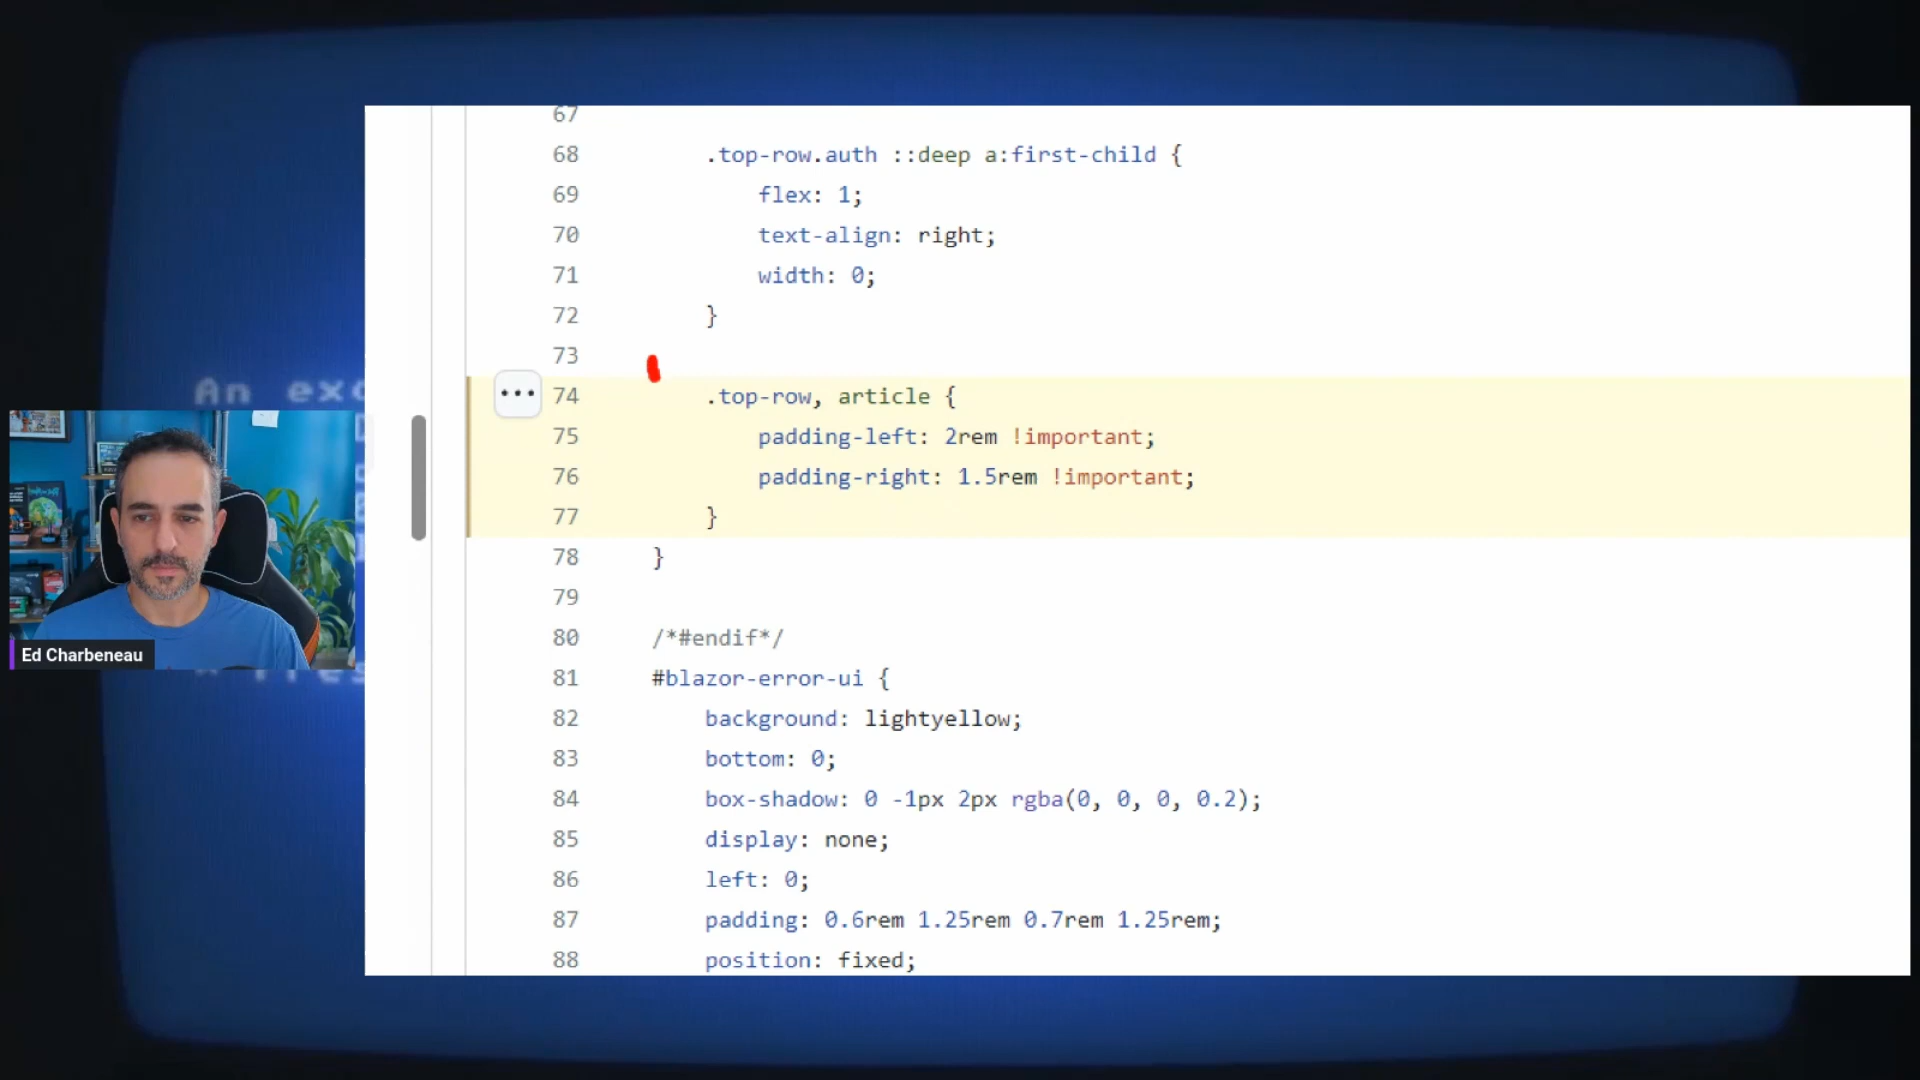 67
68 .top-row.auth ::deep a:first-child {
69 flex: 1;
70 text-align: right;
71 width: 0;
72 }
73
74 .top-row, article {
75 padding-left: 2rem !important;
76 padding-right: 1.5rem !important;
77 }
78 }
79
80 /*#endif*/
81 #blazor-error-ui {
82 background: lightyellow;
83 bottom: 0;
84 box-shadow: 0 -1px 2px rgba(0, 0, 0, 0.2);
85 display: none;
86 left: 0;
87 padding: 0.6rem 1.25rem 0.7rem 1.25rem;
88 position: fixed;
An exc
Ed Charbeneau